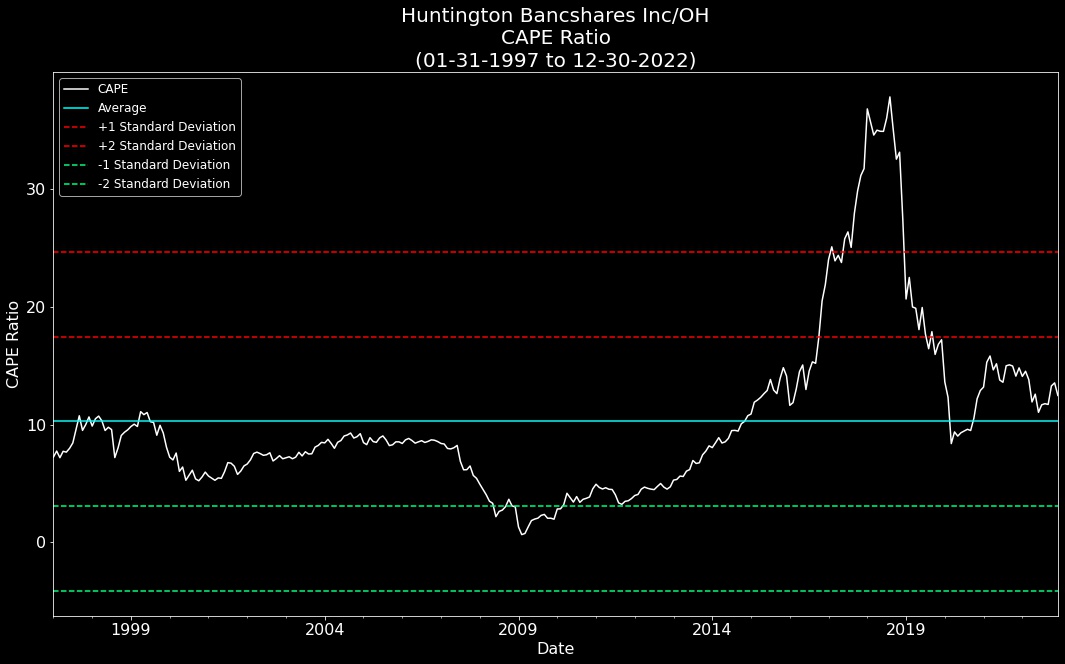 Huntington Bancshares Inc/OH
CAPE Ratio
(01-31-1997 to 12-30-2022)
CAPE
Average
+1 Standard Deviation
+2 Standard Deviation
-1 Standard Deviation
-2 Standard Deviation
CAPE Ratio
30
20
10
0
1999
2004
2009
2014
2019
Date